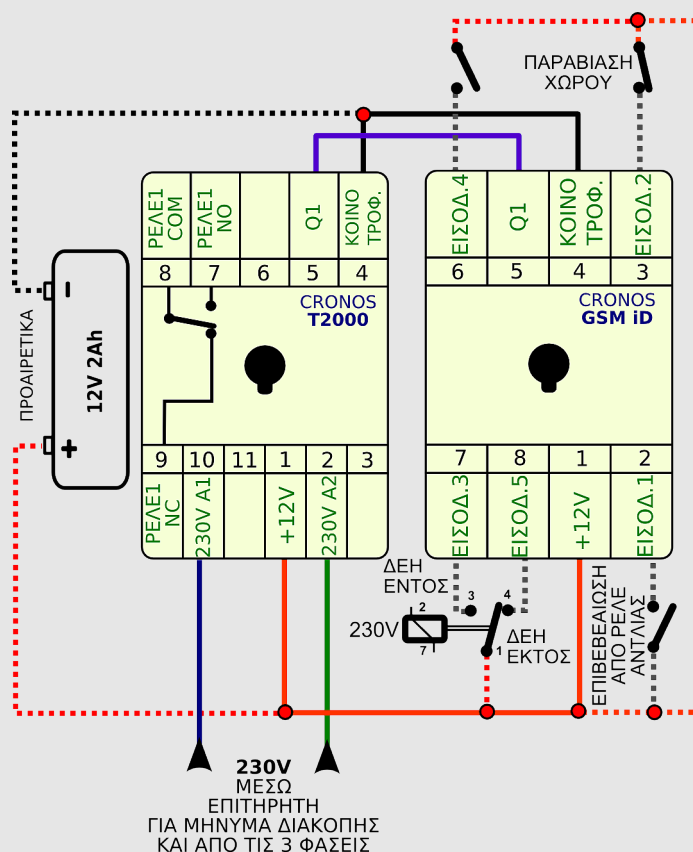 ΠΑΡΑΒΙΑΣΗ
ΧΩΡΟΥ
ΡΕΛΕ1
COM
ΡΕΛΕ1
NO
Q1
ΚΟΙΝΟ
ΤΡΟΦ.
8
7
6
5
4
ΕΙΣΟΔ.4
Q1
ΚΟΙΝΟ
ΤΡΟΦ.
ΕΙΣΟΔ.2
6
5
4
3
CRONOS
T2000
CRONOS
GSM iD
ΠΡΟΑΙΡΕΤΙΚΑ
-
12V 2Ah
+
9
10
11
1
2
3
ΡΕΛΕ1
NC
230V A1
+12V
230V A2
7
8
1
2
ΕΙΣΟΔ.3
ΕΙΣΟΔ.5
+12V
ΕΙΣΟΔ.1
ΔΕΗ
ΕΝΤΟΣ
230V
2
7
3
4
1
ΔΕΗ
ΕΚΤΟΣ
ΕΠΙΒΕΒΕΑΙΩΣΗ
ΑΠΟ ΡΕΛΕ
ΑΝΤΛΙΑΣ
230V
ΜΕΣΩ
ΕΠΙΤΗΡΗΤΗ
ΓΙΑ ΜΗΝΥΜΑ ΔΙΑΚΟΠΗΣ
ΚΑΙ ΑΠΟ ΤΙΣ 3 ΦΑΣΕΙΣ